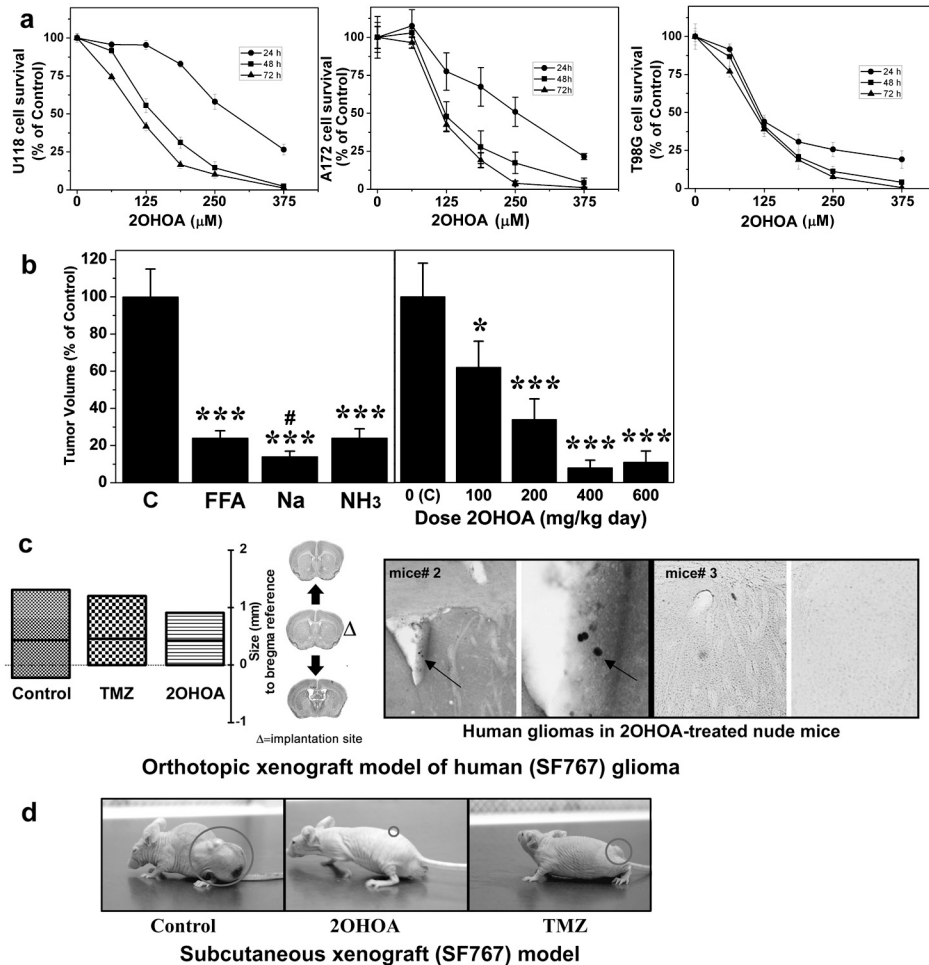 a
U118 cell survival
(% of Control)
100
75
50
25
0
24 h
48 h
72 h
0 125 250 375
2OHOA (μM)
A172 cell survival
(% of Control)
100
75
50
25
0
24h
48h
72h
0 125 250 375
2OHOA (μM)
T98G cell survival
(% of Control)
100
75
50
25
0
24 h
48 h
72 h
0 125 250 375
2OHOA (μM)
b
Tumor Volume (% of Control)
120
100
80
60
40
20
0
*** # *** ***
C FFA Na NH3
* *** *** ***
0 (C) 100 200 400 600
Dose 2OHOA (mg/kg day)
c
Control TMZ 2OHOA
2
1
0
-1
Size (mm)
to bregma reference
Δ
Δ=implantation site
mice# 2
mice# 3
Human gliomas in 2OHOA-treated nude mice
Orthotopic xenograft model of human (SF767) glioma
d
Control 2OHOA TMZ
Subcutaneous xenograft (SF767) model